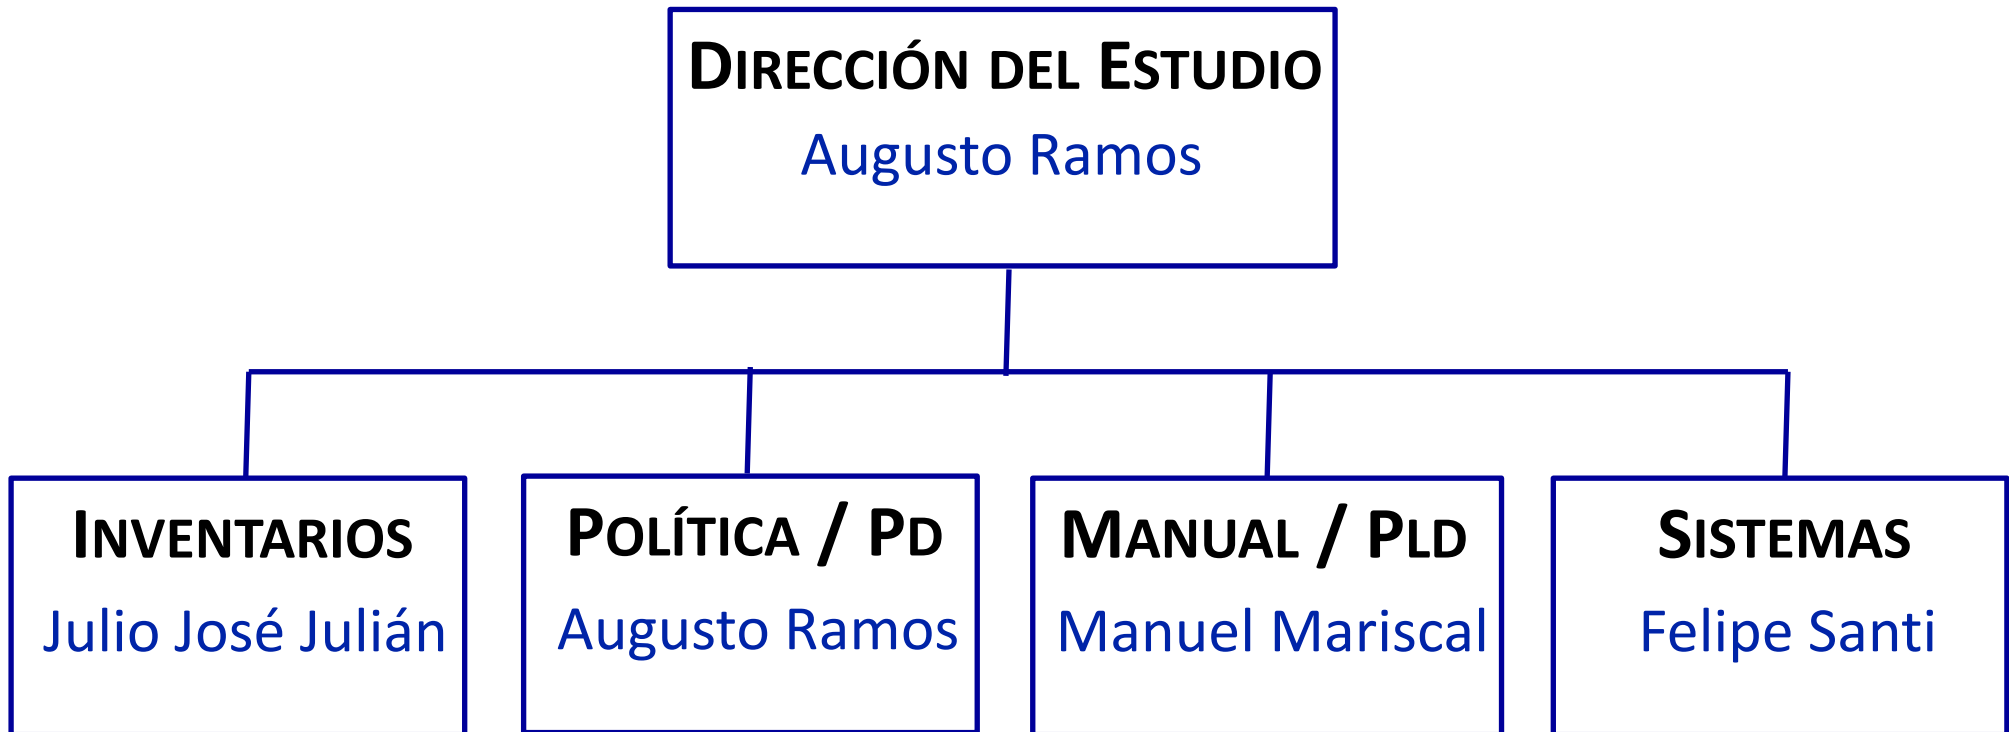 DIRECCIÓN DEL ESTUDIO
Augusto Ramos
INVENTARIOS
Julio José Julián
POLÍTICA / PD
Augusto Ramos
MANUAL / PLD
Manuel Mariscal
SISTEMAS
Felipe Santi